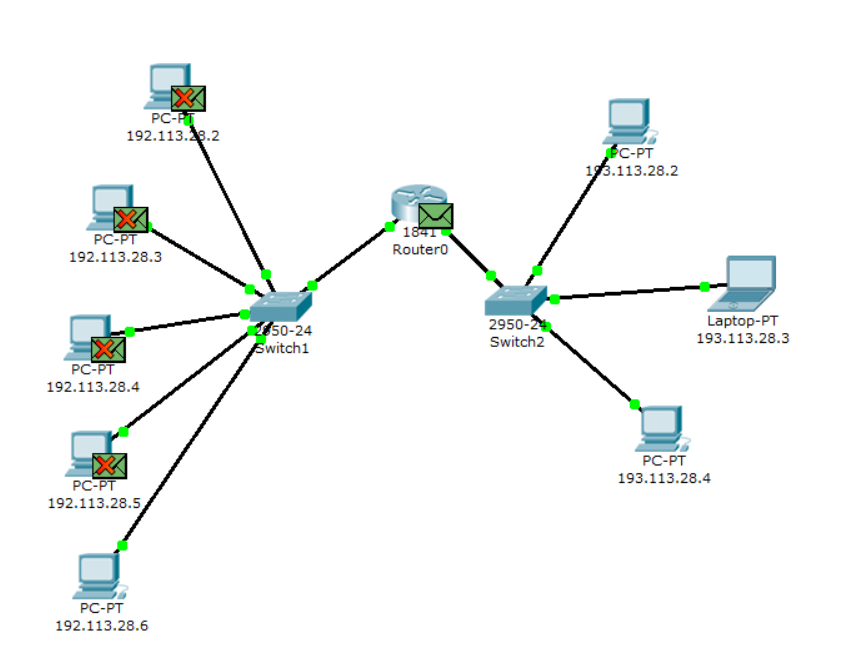 PC-PT
192.113.28.2
PC-PT
192.113.28.3
PC-PT
192.113.28.4
PC-PT
192.113.28.5
PC-PT
192.113.28.6
2950-24
Switch1
1841
Router0
2950-24
Switch2
PC-PT
193.113.28.2
Laptop-PT
193.113.28.3
PC-PT
193.113.28.4